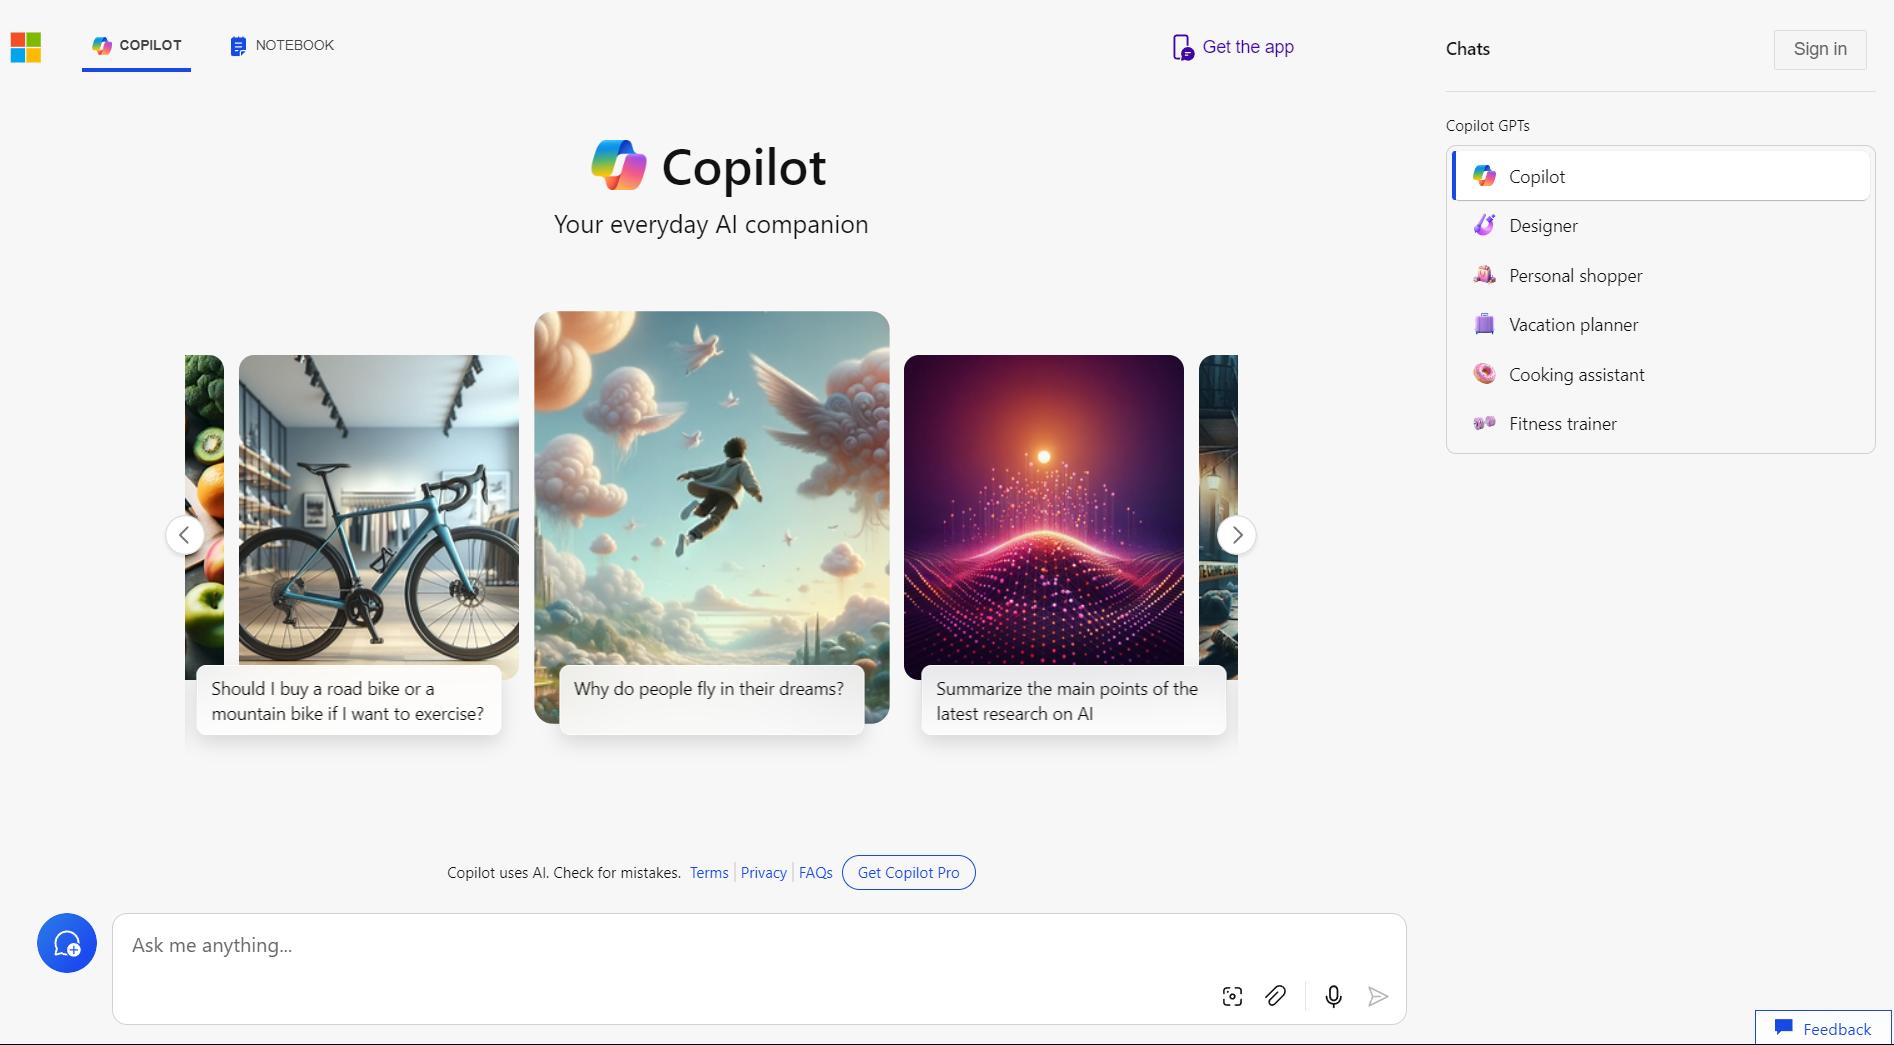 COPILOT
NOTEBOOK
Get the app
Chats
Sign in
Copilot
Your everyday AI companion
Copilot GPTs
Copilot
Designer
Personal shopper
Vacation planner
Cooking assistant
Fitness trainer
Should I buy a road bike or a
mountain bike if I want to exercise?
Why do people fly in their dreams?
Summarize the main points of the
latest research on AI
Copilot uses AI. Check for mistakes. Terms Privacy FAQs Get Copilot Pro
Ask me anything...
Feedback